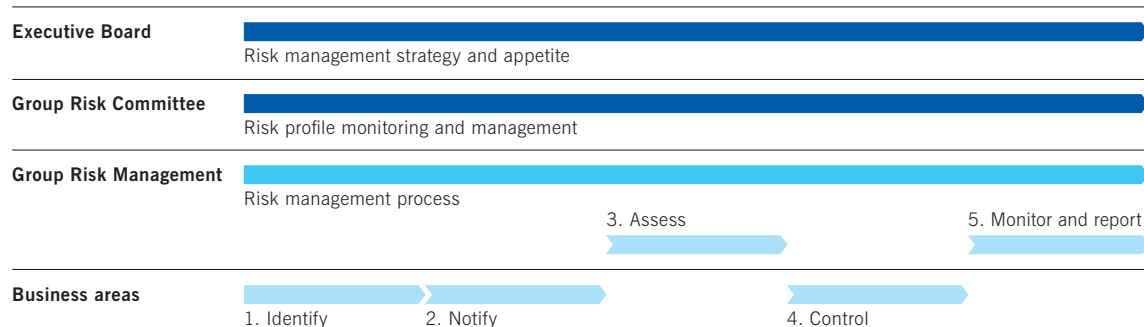 Executive Board
Risk management strategy and appetite
Group Risk Committee
Risk profile monitoring and management
Group Risk Management
Risk management process
3. Assess
5. Monitor and report
Business areas
1. Identify
2. Notify
4. Control